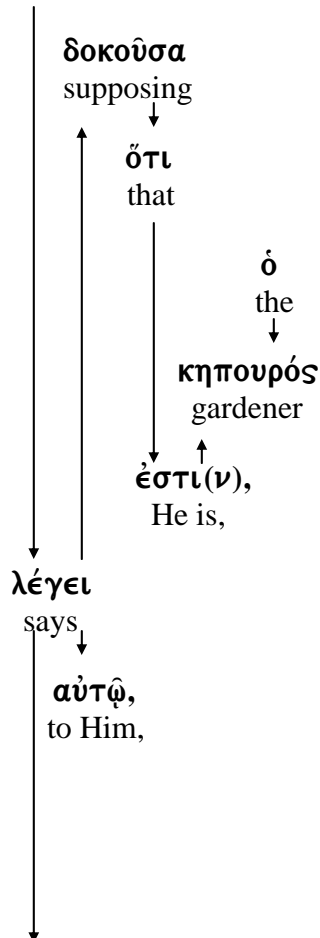 δοκοῦσα
supposing
ὅτι
that
ὁ
the
κηπουρός
gardener
ἐστι(ν),
He is,
λέγει
says
αὐτῷ,
to Him,